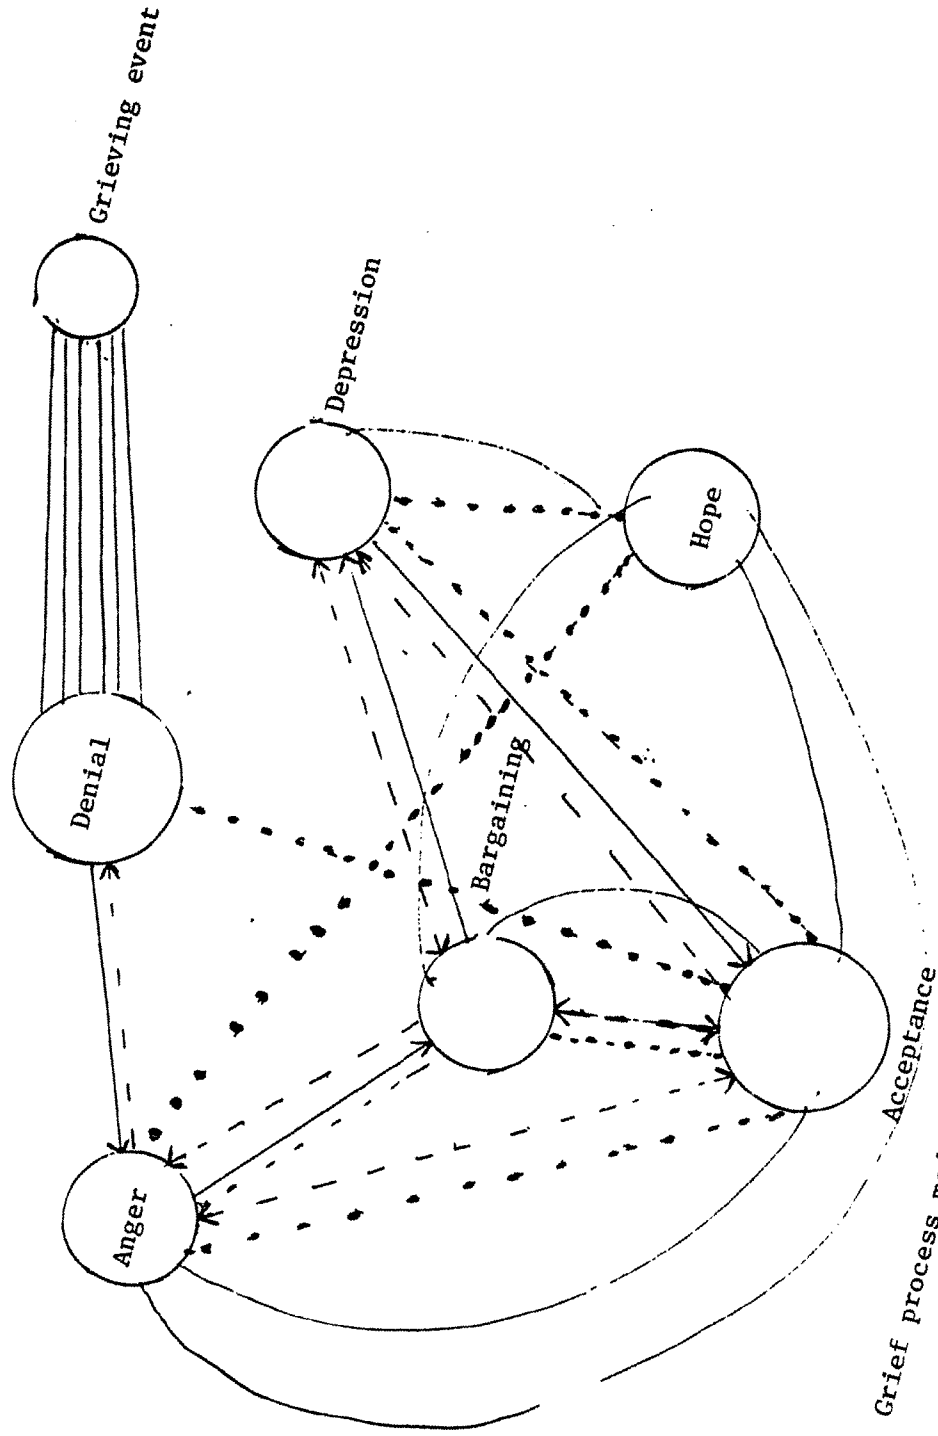 Grieving event
Denial
Depression
Anger
Bargaining
Hope
Acceptance
Grief process